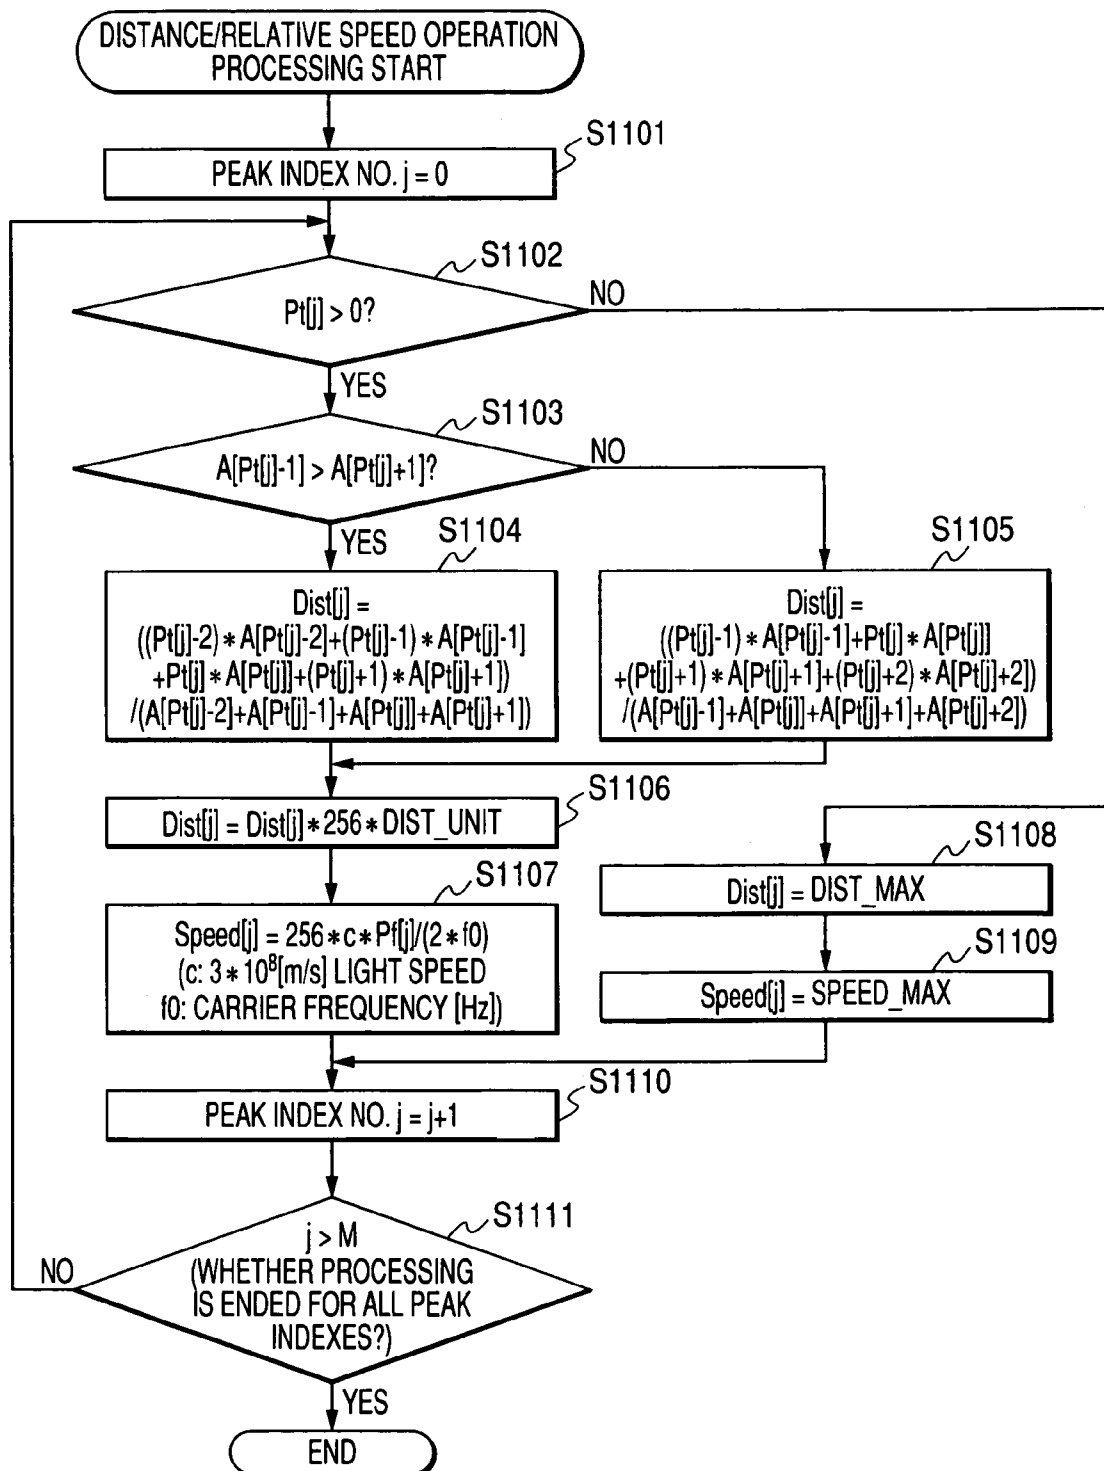 DISTANCE/RELATIVE SPEED OPERATION
PROCESSING START
S1101
PEAK INDEX NO. j = 0
S1102
Pt[j] > 0?
NO
YES
S1103
A[Pt[j]-1] > A[Pt[j]+1]?
NO
YES
S1104
Dist[j] =
((Pt[j]-2) * A[Pt[j]-2]+(Pt[j]-1) * A[Pt[j]-1]
+Pt[j] * A[Pt[j]]+(Pt[j]+1) * A[Pt[j]+1])
/(A[Pt[j]-2]+A[Pt[j]-1]+A[Pt[j]]+A[Pt[j]+1])
S1105
Dist[j] =
((Pt[j]-1) * A[Pt[j]-1]+Pt[j] * A[Pt[j]]
+(Pt[j]+1) * A[Pt[j]+1]+(Pt[j]+2) * A[Pt[j]+2])
/(A[Pt[j]-1]+A[Pt[j]]+A[Pt[j]+1]+A[Pt[j]+2])
S1106
Dist[j] = Dist[j] * 256 * DIST_UNIT
S1107
Speed[j] = 256 * c * Pf[j]/(2 * f0)
(c: 3 * 10⁸[m/s] LIGHT SPEED
f0: CARRIER FREQUENCY [Hz])
S1108
Dist[j] = DIST_MAX
S1109
Speed[j] = SPEED_MAX
S1110
PEAK INDEX NO. j = j+1
S1111
j > M
(WHETHER PROCESSING
IS ENDED FOR ALL PEAK
INDEXES?)
NO
YES
END